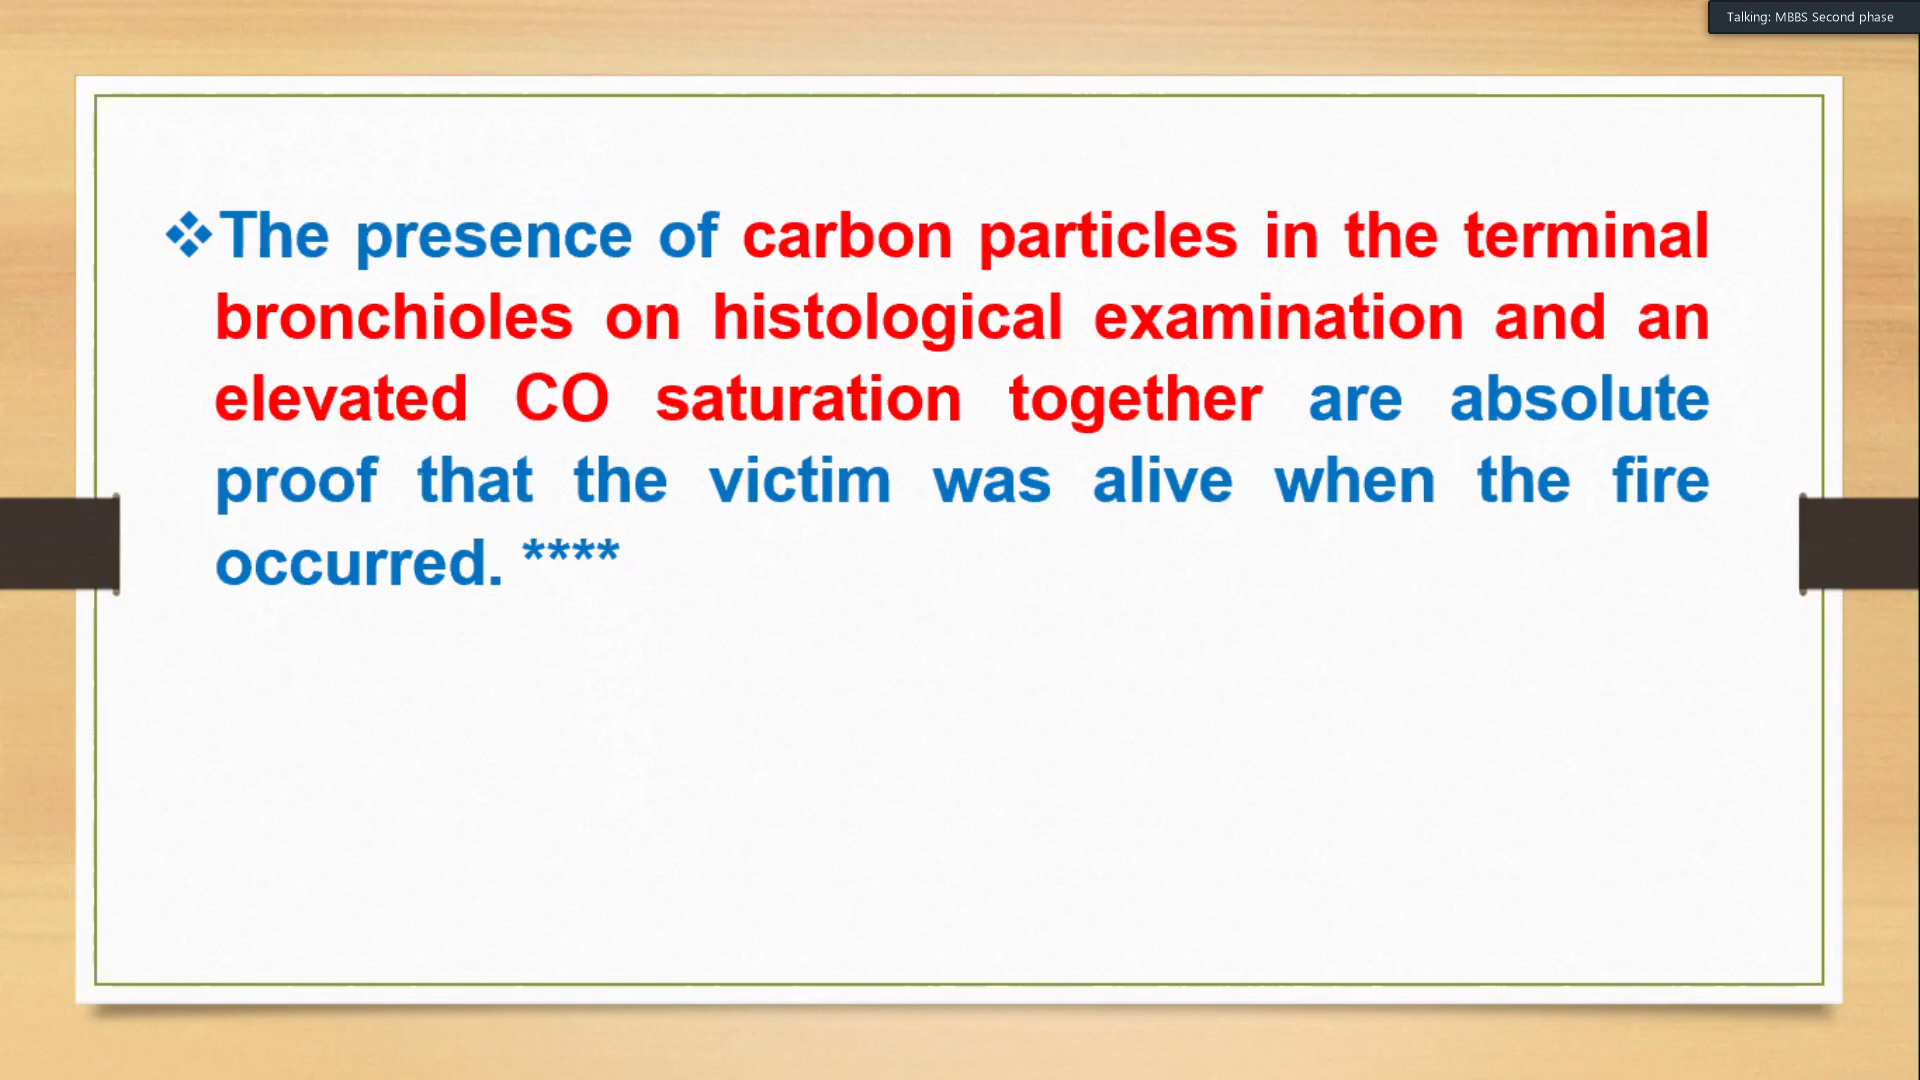 Talking: MBBS Second phase
❖The presence of carbon particles in the terminal
bronchioles on histological examination and an
elevated CO saturation together are absolute
proof that the victim was alive when the fire
occurred. ****